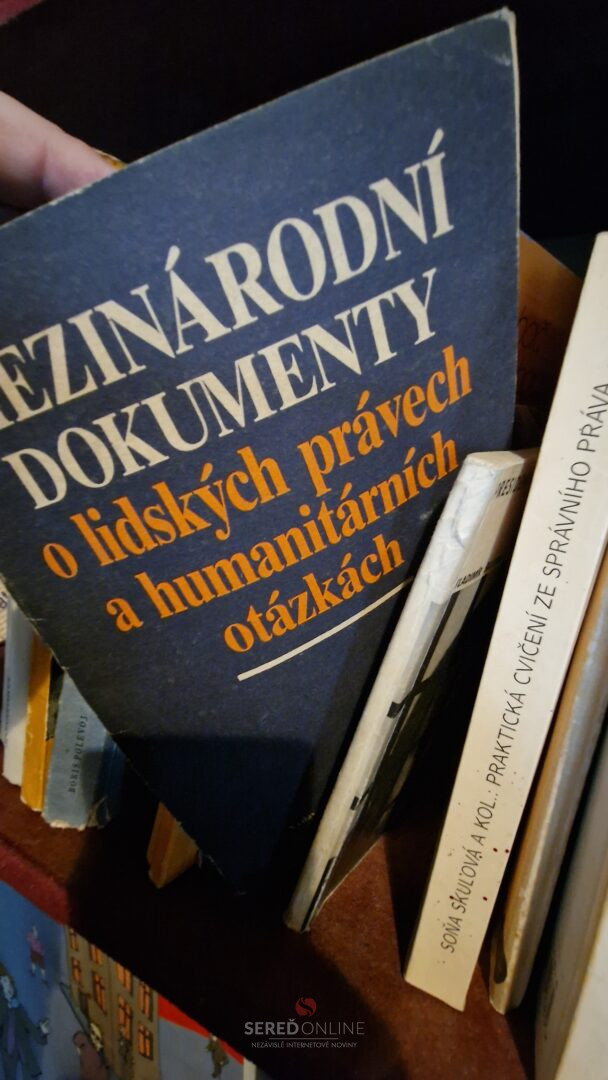 EZINÁRODNÍ
DOKUMENTY
o lidských právech
a humanitárních
otázkách
BORIS POLEVOJ
SOŇA SKULOVÁ A KOL.: PRAKTICKÁ CVIČENÍ ZE SPRÁVNÍHO PRÁVA
SEREĎONLINE
NEZÁVISLÉ INTERNETOVÉ NOVINY